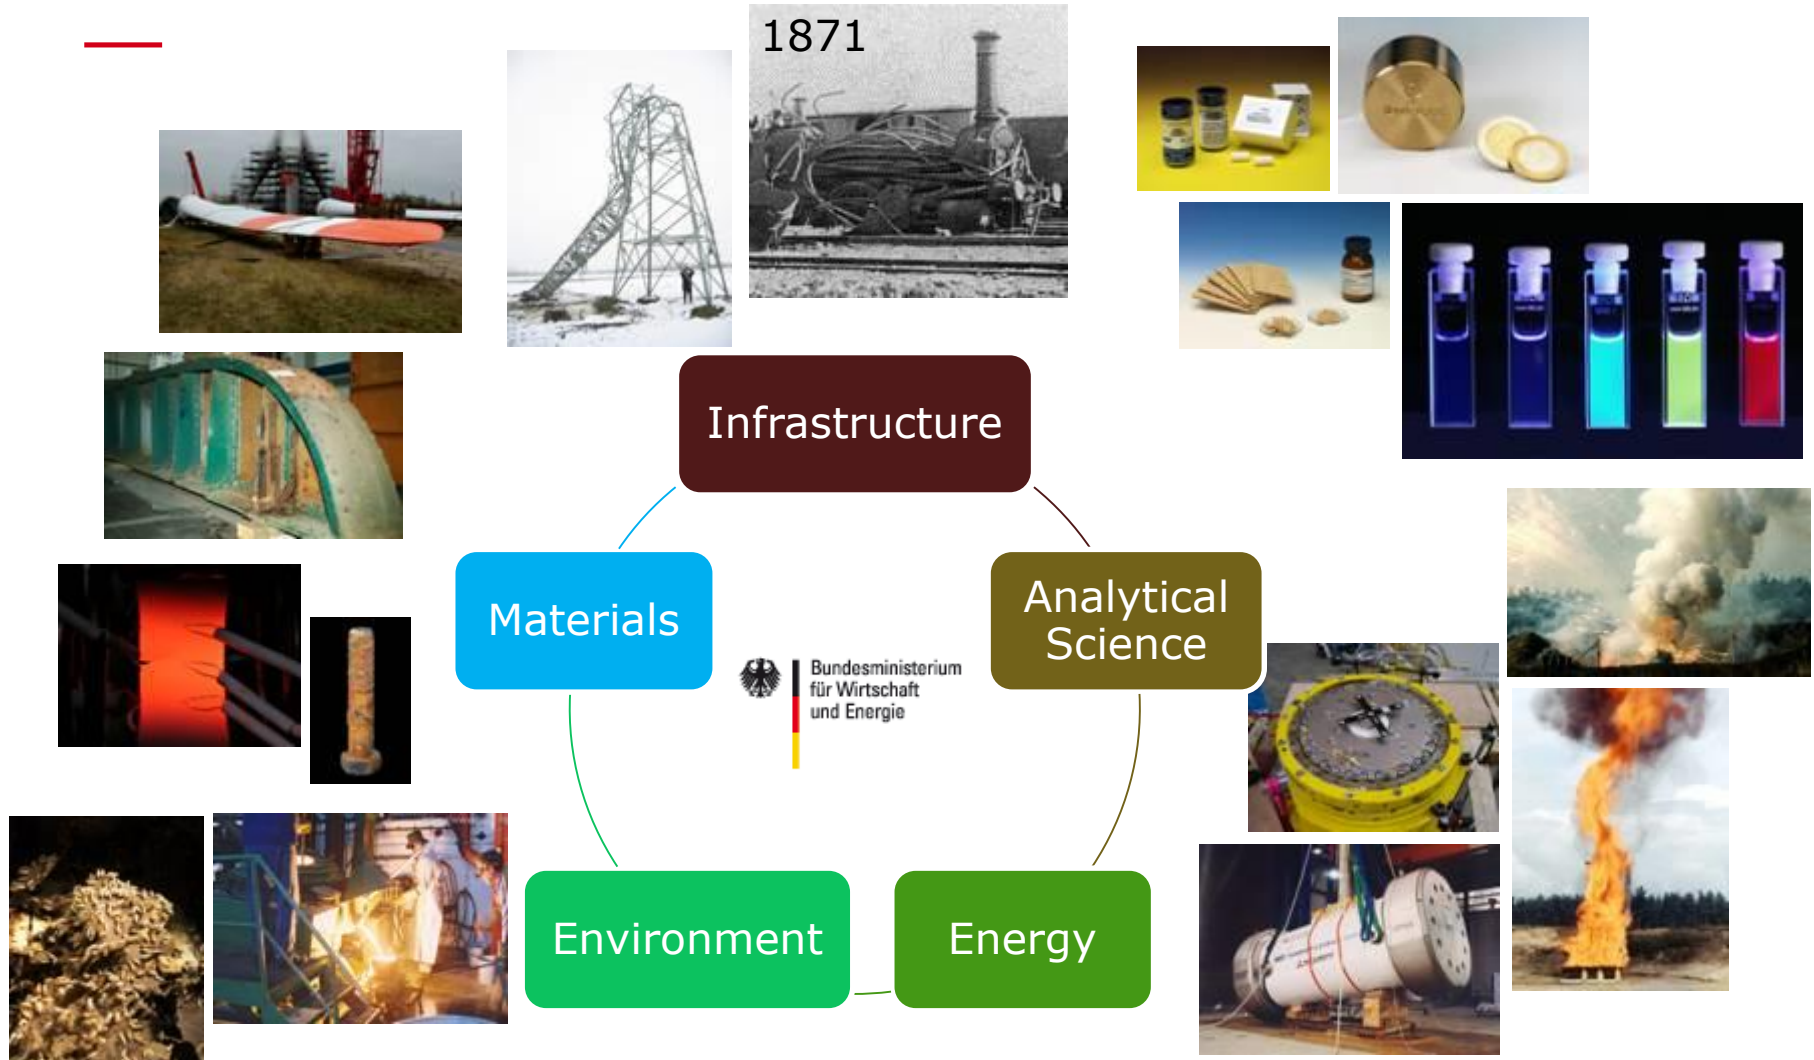 1871
Infrastructure
Materials
Analytical
Science
Bundesministerium
für Wirtschaft
und Energie
Environment
Energy